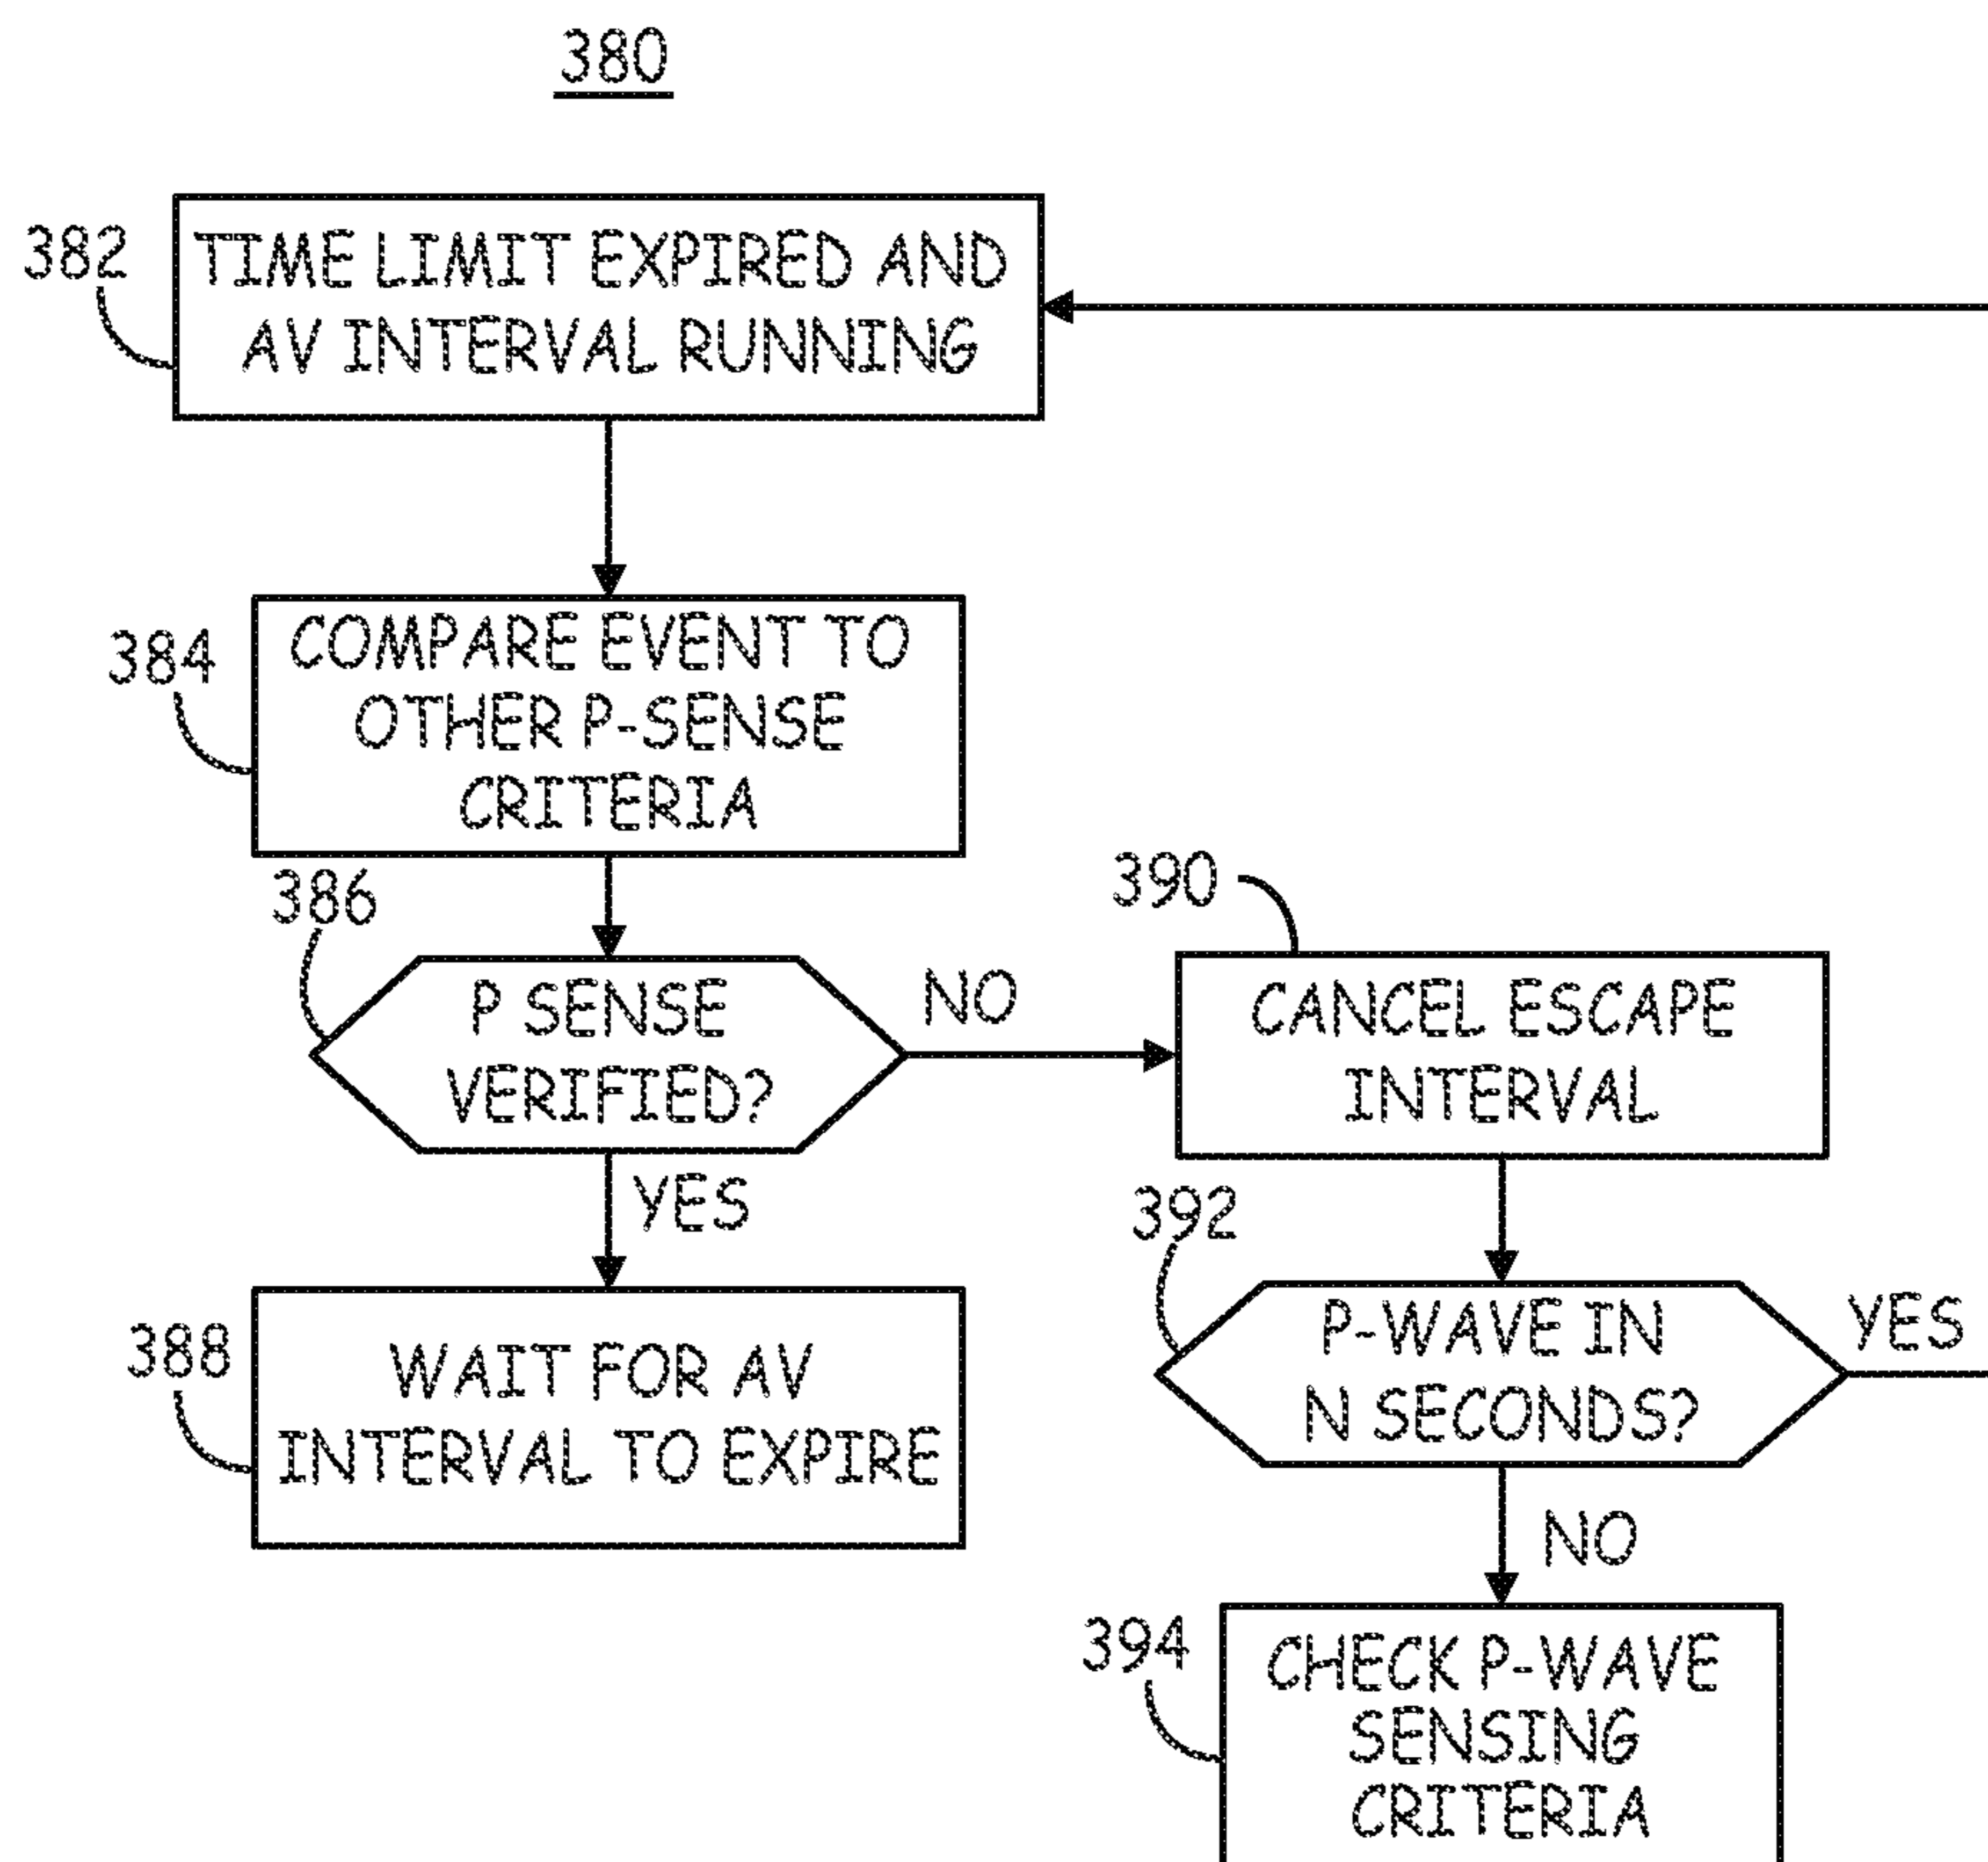 380
382
TIME LIMIT EXPIRED AND
AV INTERVAL RUNNING
384
COMPARE EVENT TO
OTHER P-SENSE
CRITERIA
386
P SENSE
VERIFIED?
NO
YES
388
WAIT FOR AV
INTERVAL TO EXPIRE
390
CANCEL ESCAPE
INTERVAL
392
P-WAVE IN
N SECONDS?
YES
NO
394
CHECK P-WAVE
SENSING
CRITERIA